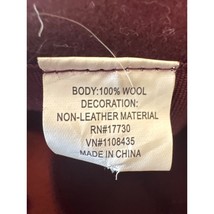 BODY:100% WOOL
DECORATION:
NON-LEATHER MATERIAL
RN#17730
VN#1108435
MADE IN CHINA